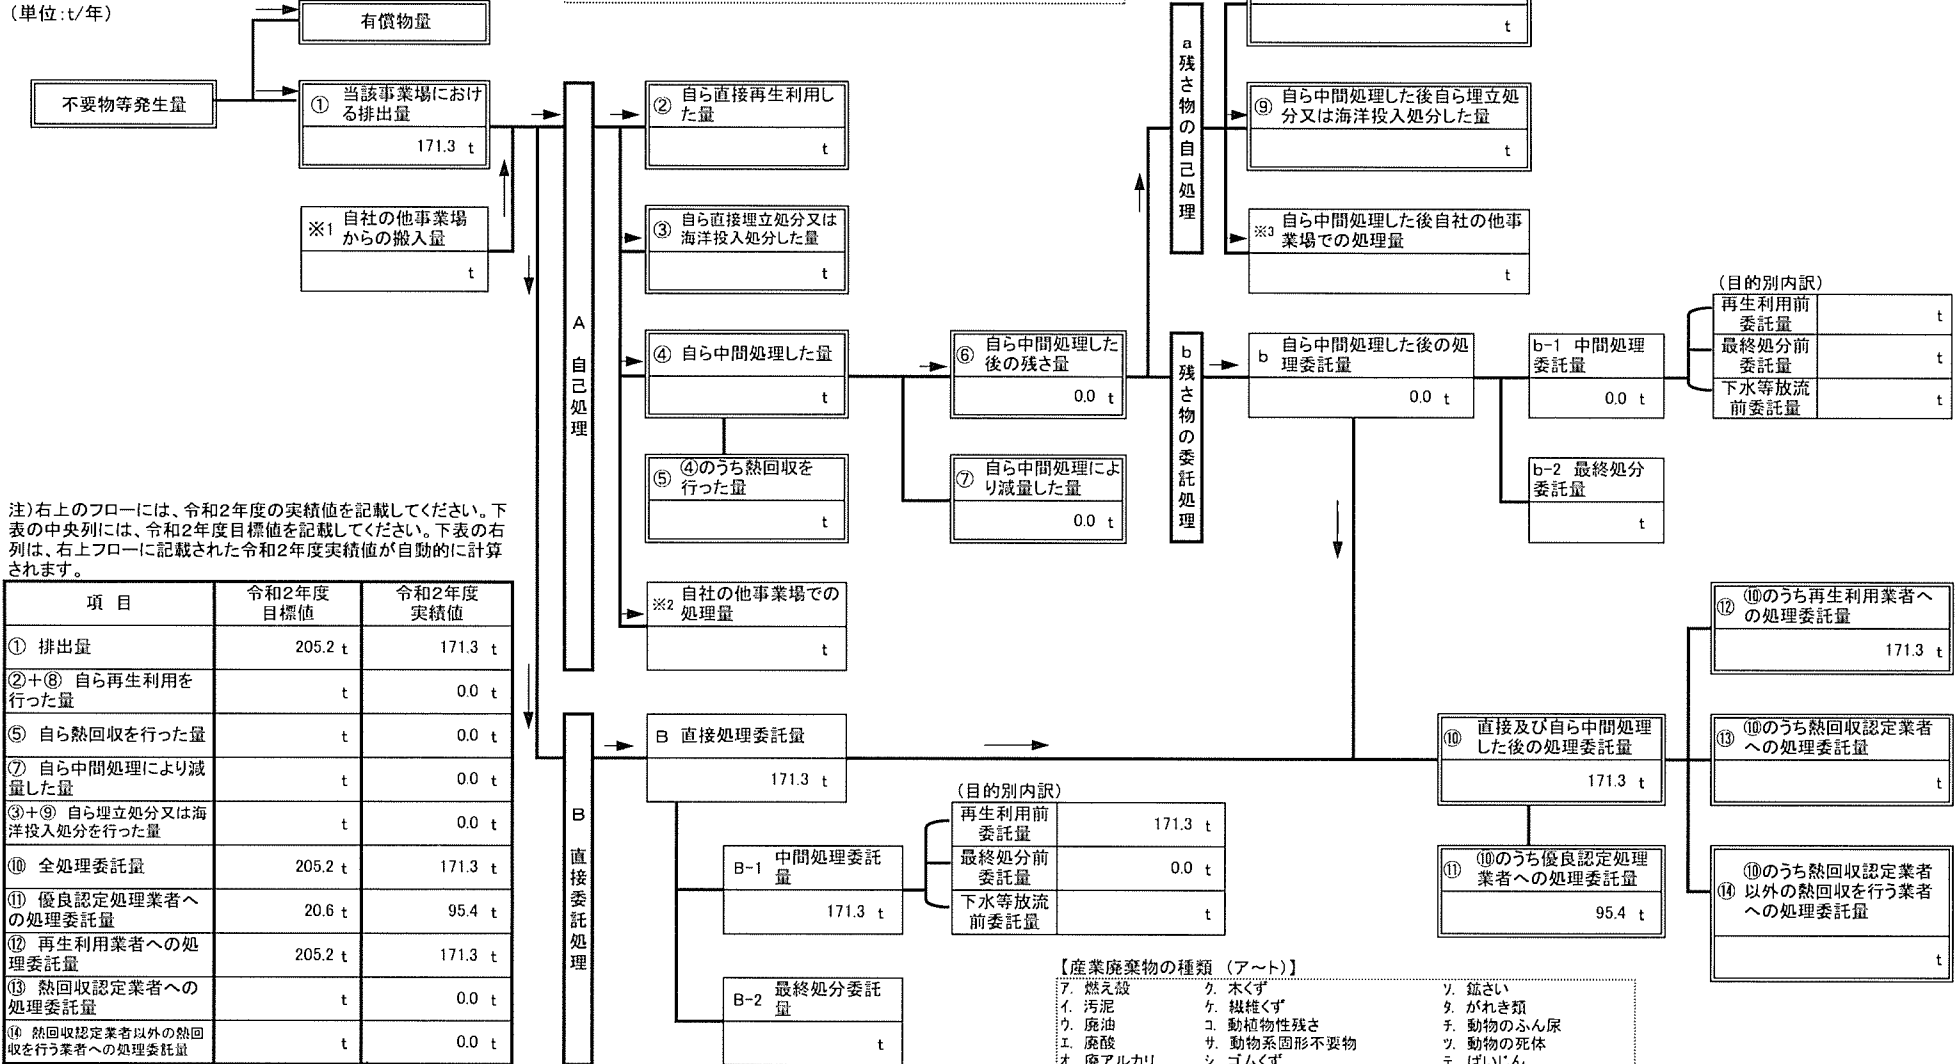 (単位:t/年)
有償物量
不要物等発生量
① 当該事業場におけ
る排出量
171.3 t
※1 自社の他事業場
からの搬入量
t
A 自己処理
② 自ら直接再生利用し
た量
t
③ 自ら直接埋立処分又は
海洋投入処分した量
t
④ 自ら中間処理した量
t
⑤ ④のうち熱回収を
行った量
t
※2 自社の他事業場での
処理量
t
⑥ 自ら中間処理した
後の残さ量
0.0 t
⑦ 自ら中間処理によ
り減量した量
0.0 t
a 残さ物の自己処理
t
⑨ 自ら中間処理した後自ら埋立処
分又は海洋投入処分した量
t
※3 自ら中間処理した後自社の他事
業場での処理量
t
b 残さ物の委託処理
b 自ら中間処理した後の処
理委託量
0.0 t
b-1 中間処理
委託量
0.0 t
b-2 最終処分
委託量
t
(目的別内訳)
再生利用前
委託量 t
最終処分前
委託量 t
下水等放流
前委託量 t
注)右上のフローには、令和2年度の実績値を記載してください。下
表の中央列には、令和2年度目標値を記載してください。下表の右
列は、右上フローに記載された令和2年度実績値が自動的に計算
されます。
項 目 令和2年度 目標値 令和2年度 実績値
① 排出量 205.2 t 171.3 t
②+⑧ 自ら再生利用を
行った量 t 0.0 t
⑤ 自ら熱回収を行った量 t 0.0 t
⑦ 自ら中間処理により減
量した量 t 0.0 t
③+⑨ 自ら埋立処分又は海
洋投入処分を行った量 t 0.0 t
⑩ 全処理委託量 205.2 t 171.3 t
⑪ 優良認定処理業者へ
の処理委託量 20.6 t 95.4 t
⑫ 再生利用業者への処
理委託量 205.2 t 171.3 t
⑬ 熱回収認定業者への
処理委託量 t 0.0 t
⑭ 熱回収認定業者以外の熱回
収を行う業者への処理委託量 t 0.0 t
B 直接委託処理
B 直接処理委託量
171.3 t
B-1 中間処理委託
量
171.3 t
B-2 最終処分委託
量
t
(目的別内訳)
再生利用前
委託量 171.3 t
最終処分前
委託量 0.0 t
下水等放流
前委託量 t
⑩ 直接及び自ら中間処理
した後の処理委託量
171.3 t
⑪ ⑩のうち優良認定処理
業者への処理委託量
95.4 t
⑫ ⑩のうち再生利用業者へ
の処理委託量
171.3 t
⑬ ⑩のうち熱回収認定業者
への処理委託量
t
⑭ ⑩のうち熱回収認定業者
以外の熱回収を行う業者
への処理委託量
t
【産業廃棄物の種類 (ア~ト)】
ア. 燃え殻 ク. 木くず ソ. 鉱さい
イ. 汚泥 ケ. 繊維くず タ. がれき類
ウ. 廃油 コ. 動植物性残さ チ. 動物のふん尿
エ. 廃酸 サ. 動物系固形不要物 ツ. 動物の死体
オ. 廃アルカリ シ. ゴムくず テ. ばいじん